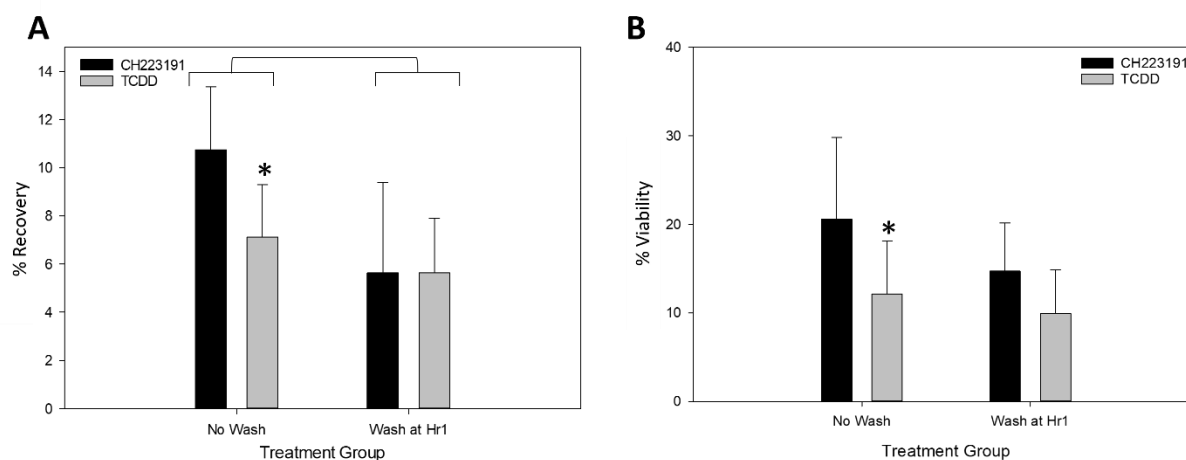 A
CH223191
TCDD
14
12
10
8
6
4
2
0
% Recovery
*
No Wash
Wash at Hr1
Treatment Group
B
CH223191
TCDD
40
30
20
10
0
% Viability
*
No Wash
Wash at Hr1
Treatment Group